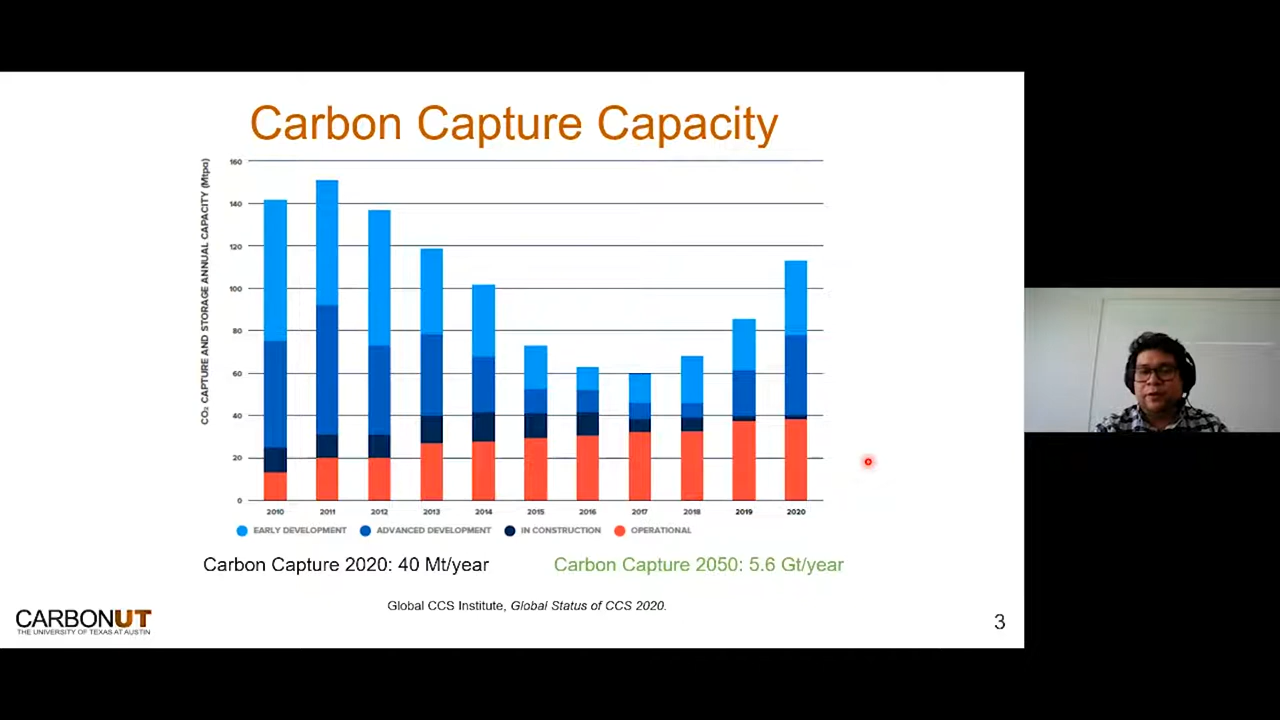 Carbon Capture Capacity
CO₂ CAPTURE AND STORAGE ANNUAL CAPACITY (Mtpa)
160
140
120
100
80
60
40
20
0
2010 2011 2012 2013 2014 2015 2016 2017 2018 2019 2020
EARLY DEVELOPMENT ADVANCED DEVELOPMENT IN CONSTRUCTION OPERATIONAL
Carbon Capture 2020: 40 Mt/year Carbon Capture 2050: 5.6 Gt/year
Global CCS Institute, Global Status of CCS 2020.
CARBONUT
THE UNIVERSITY OF TEXAS AT AUSTIN
3